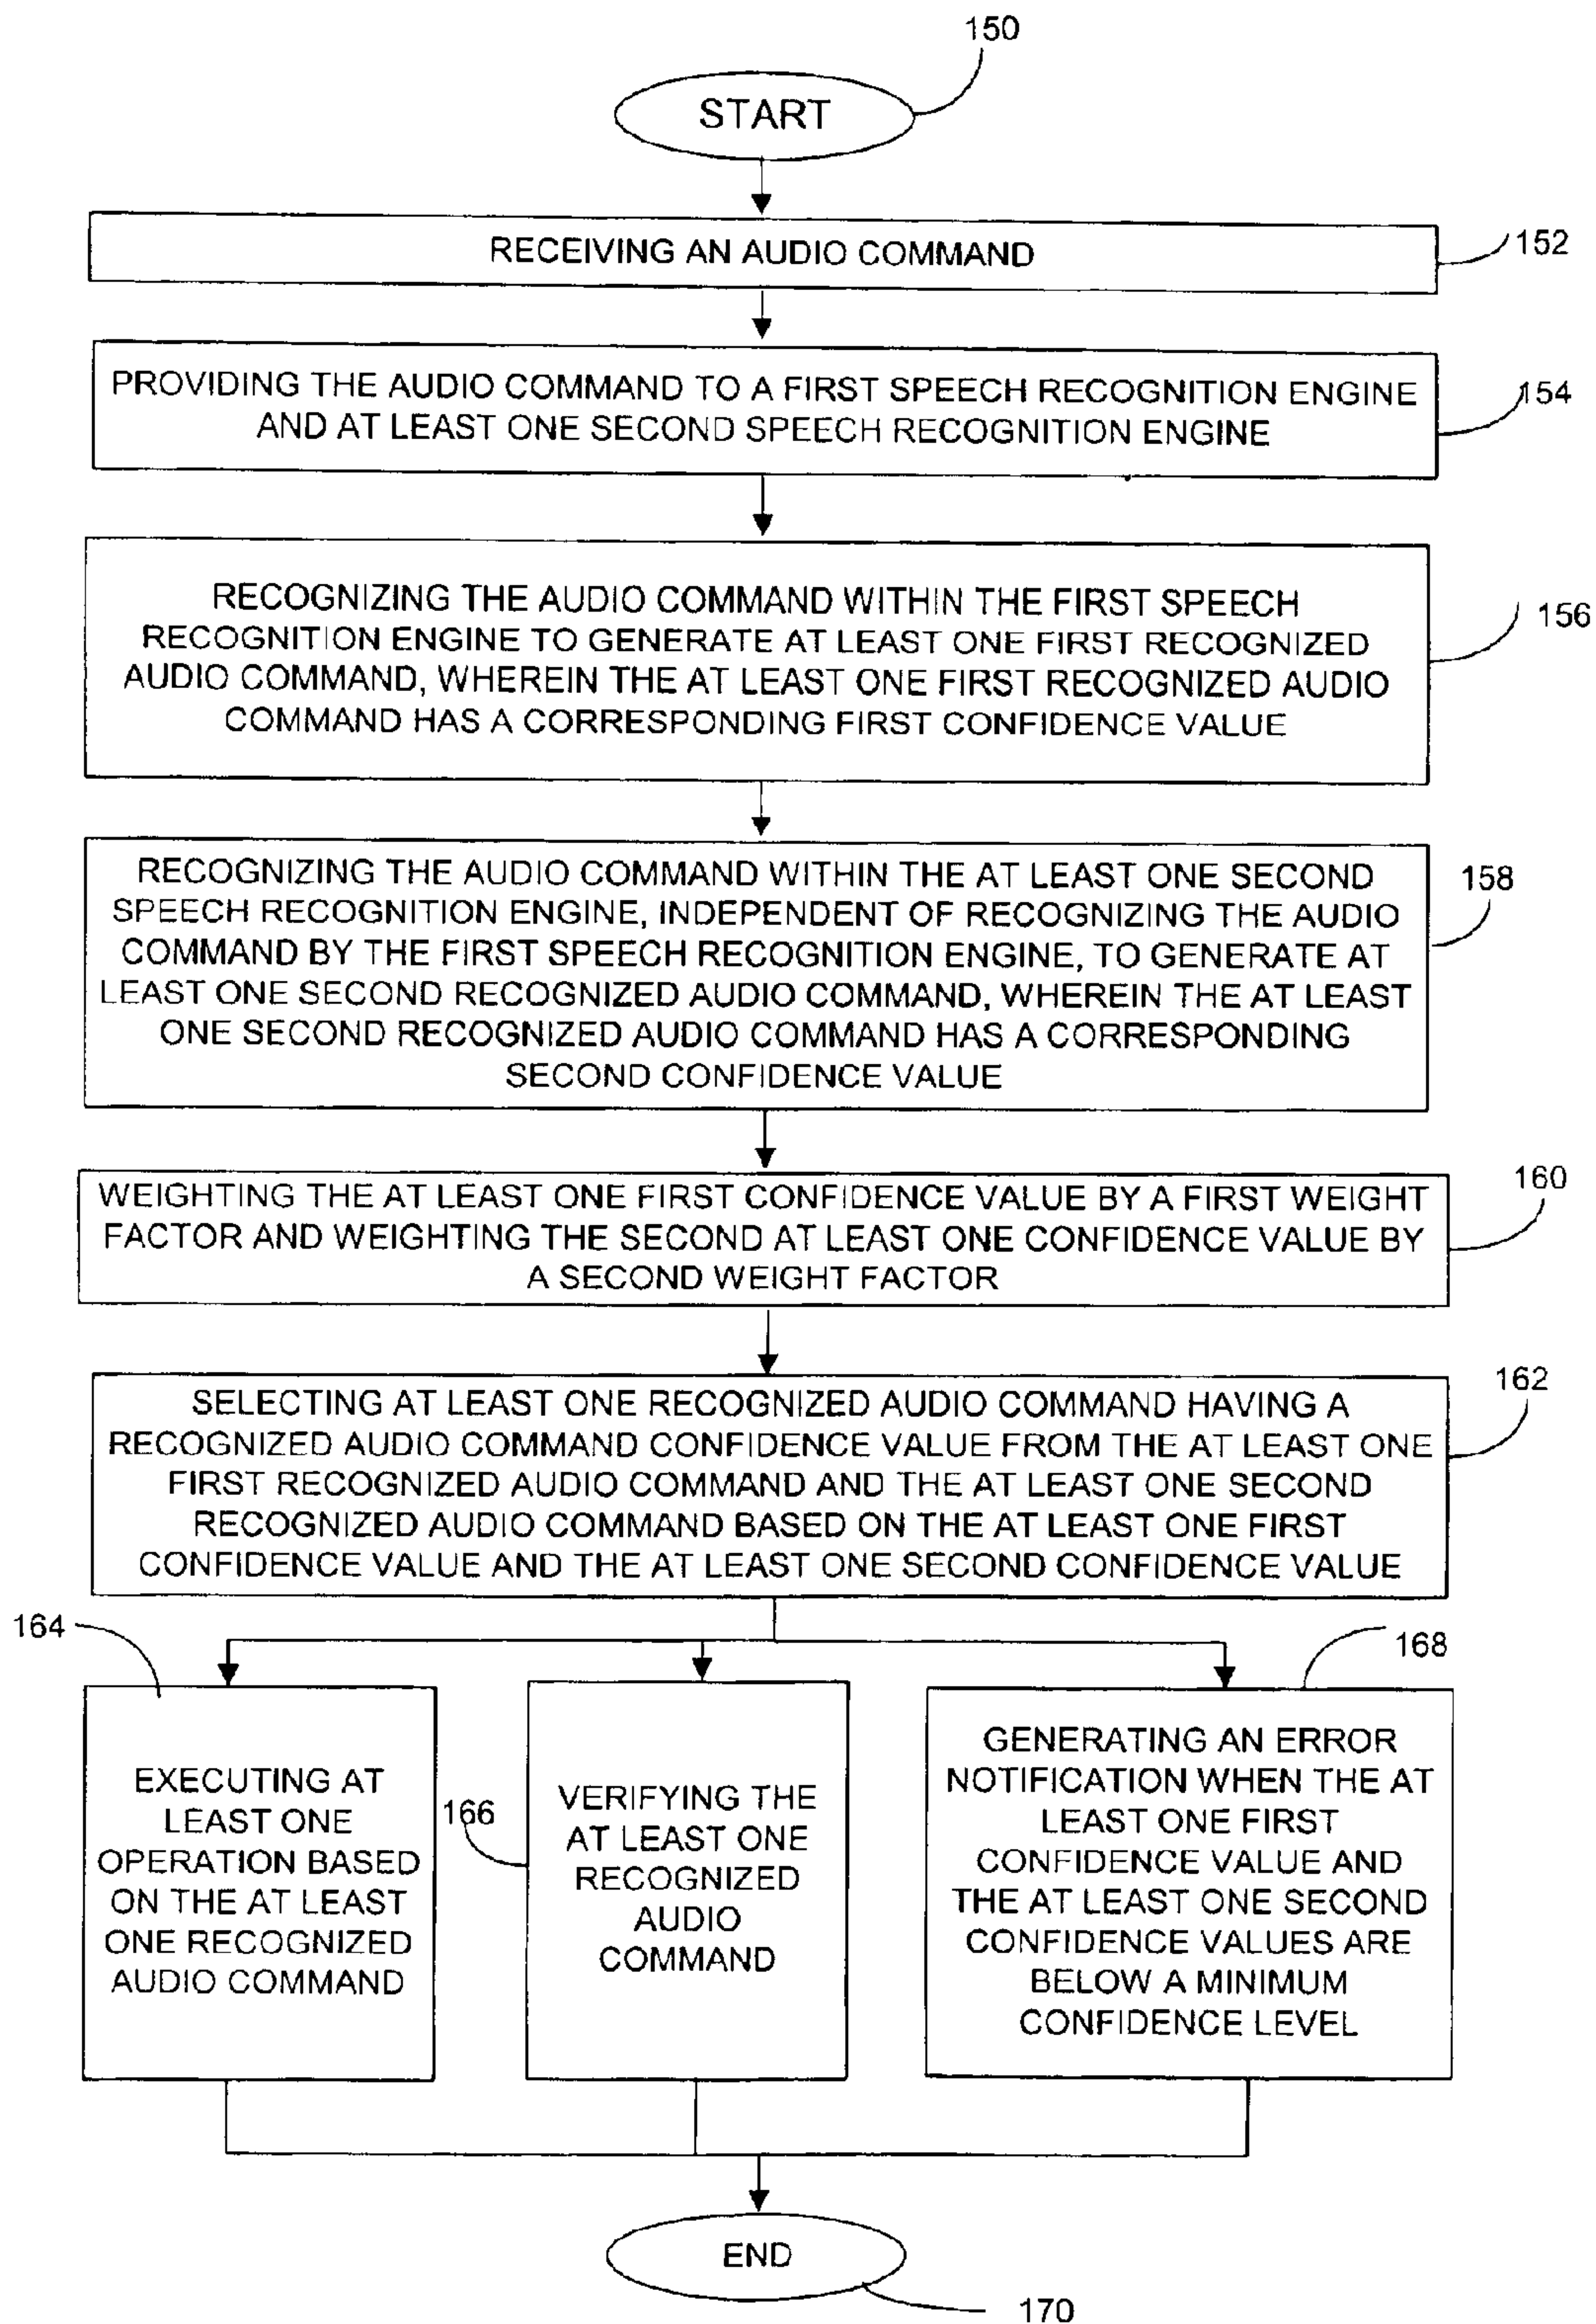 150
START
RECEIVING AN AUDIO COMMAND
152
PROVIDING THE AUDIO COMMAND TO A FIRST SPEECH RECOGNITION ENGINE
AND AT LEAST ONE SECOND SPEECH RECOGNITION ENGINE
154
RECOGNIZING THE AUDIO COMMAND WITHIN THE FIRST SPEECH
RECOGNITION ENGINE TO GENERATE AT LEAST ONE FIRST RECOGNIZED
AUDIO COMMAND, WHEREIN THE AT LEAST ONE FIRST RECOGNIZED AUDIO
COMMAND HAS A CORRESPONDING FIRST CONFIDENCE VALUE
156
RECOGNIZING THE AUDIO COMMAND WITHIN THE AT LEAST ONE SECOND
SPEECH RECOGNITION ENGINE, INDEPENDENT OF RECOGNIZING THE AUDIO
COMMAND BY THE FIRST SPEECH RECOGNITION ENGINE, TO GENERATE AT
LEAST ONE SECOND RECOGNIZED AUDIO COMMAND, WHEREIN THE AT LEAST
ONE SECOND RECOGNIZED AUDIO COMMAND HAS A CORRESPONDING
SECOND CONFIDENCE VALUE
158
WEIGHTING THE AT LEAST ONE FIRST CONFIDENCE VALUE BY A FIRST WEIGHT
FACTOR AND WEIGHTING THE SECOND AT LEAST ONE CONFIDENCE VALUE BY
A SECOND WEIGHT FACTOR
160
SELECTING AT LEAST ONE RECOGNIZED AUDIO COMMAND HAVING A
RECOGNIZED AUDIO COMMAND CONFIDENCE VALUE FROM THE AT LEAST ONE
FIRST RECOGNIZED AUDIO COMMAND AND THE AT LEAST ONE SECOND
RECOGNIZED AUDIO COMMAND BASED ON THE AT LEAST ONE FIRST
CONFIDENCE VALUE AND THE AT LEAST ONE SECOND CONFIDENCE VALUE
162
164
EXECUTING AT
LEAST ONE
OPERATION BASED
ON THE AT LEAST
ONE RECOGNIZED
AUDIO COMMAND
166
VERIFYING THE
AT LEAST ONE
RECOGNIZED
AUDIO
COMMAND
168
GENERATING AN ERROR
NOTIFICATION WHEN THE AT
LEAST ONE FIRST
CONFIDENCE VALUE AND
THE AT LEAST ONE SECOND
CONFIDENCE VALUES ARE
BELOW A MINIMUM
CONFIDENCE LEVEL
END
170